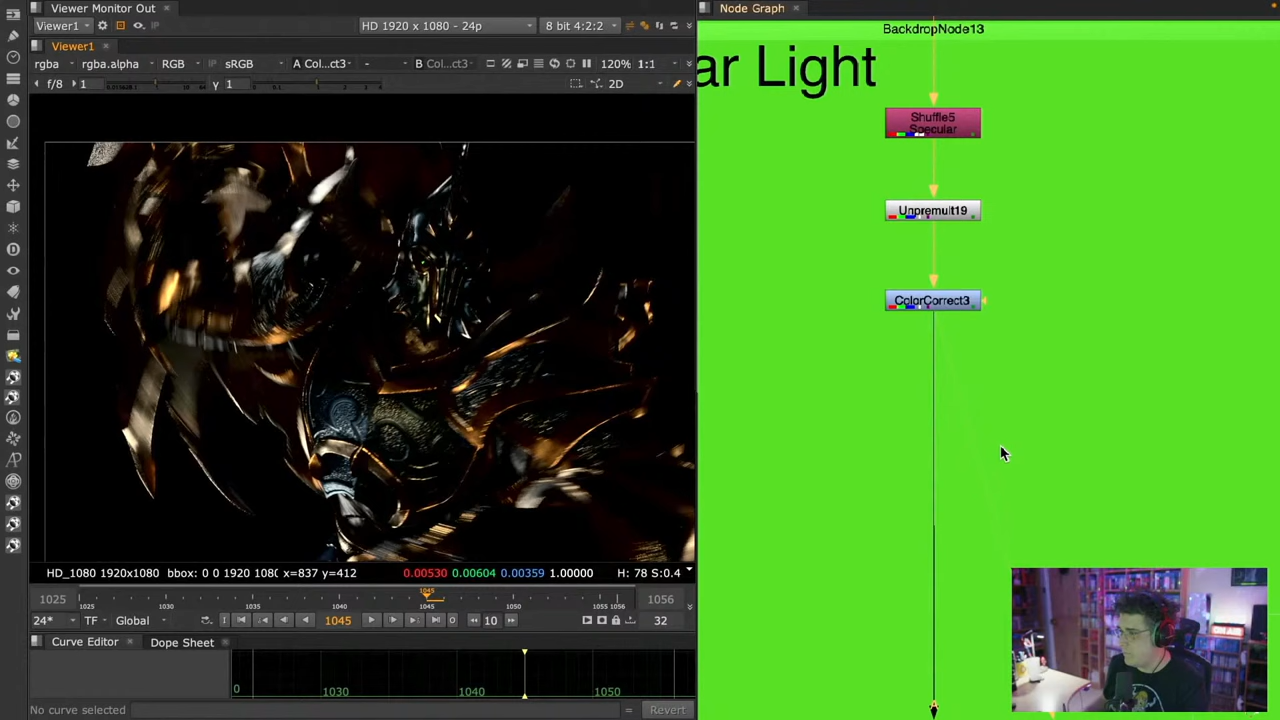 Viewer Monitor Out
Viewer1
HD 1920 x 1080 - 24p
8 bit 4:2:2
Viewer1
rgba
rgba.alpha
RGB
IP
sRGB
A Col...ct3
-
B Col...ct3
120%
1:1
f/8
1
γ
1
2D
HD_1080 1920x1080
bbox: 0 0 1920 108(
x=837 y=412
0.00530
0.00604
0.00359
1.00000
H: 78 S:0.4
1025
1025
1030
1035
1040
1045
1045
1050
1055
1056
1056
24*
TF
Global
1045
10
32
Curve Editor
Dope Sheet
0
1030
1040
1050
No curve selected
=
Revert
Node Graph
BackdropNode13
ar Light
Shuffle5
Specular
Unpremult19
ColorCorrect3